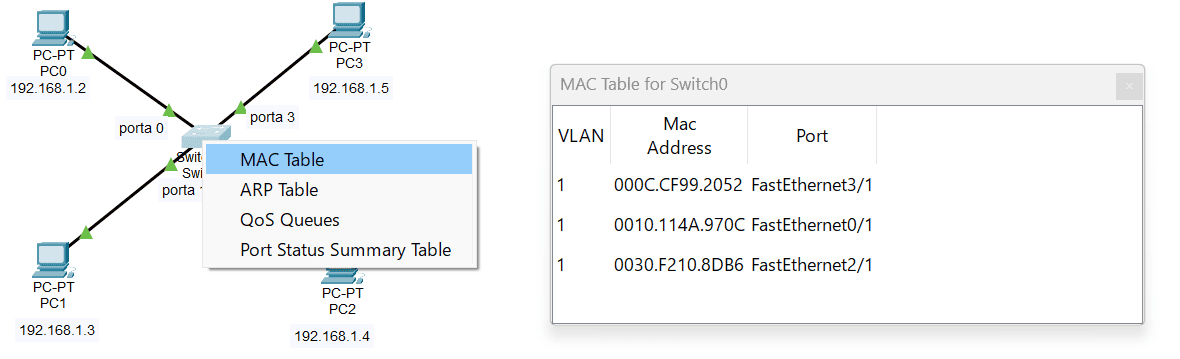 PC-PT
PC0
192.168.1.2
PC-PT
PC3
192.168.1.5
porta 0
porta 3
porta 1
MAC Table
ARP Table
QoS Queues
Port Status Summary Table
PC-PT
PC1
192.168.1.3
PC-PT
PC2
192.168.1.4
MAC Table for Switch0
VLAN
Mac
Address
Port
1 000C.CF99.2052 FastEthernet3/1
1 0010.114A.970C FastEthernet0/1
1 0030.F210.8DB6 FastEthernet2/1